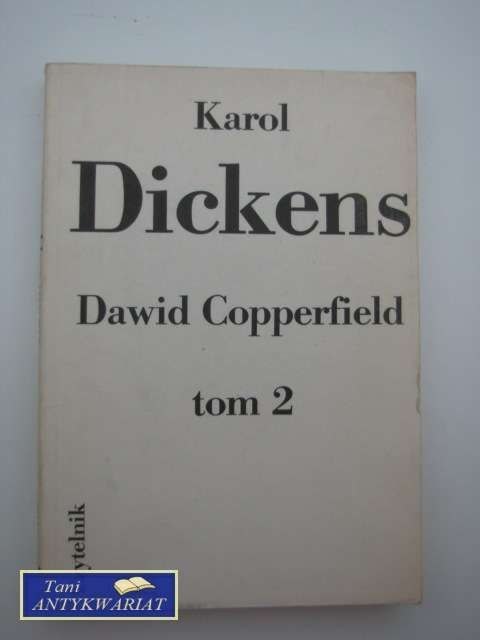 Karol
Dickens
Dawid Copperfield
tom 2
ytelnik
Tani
ANTYKWARIAT